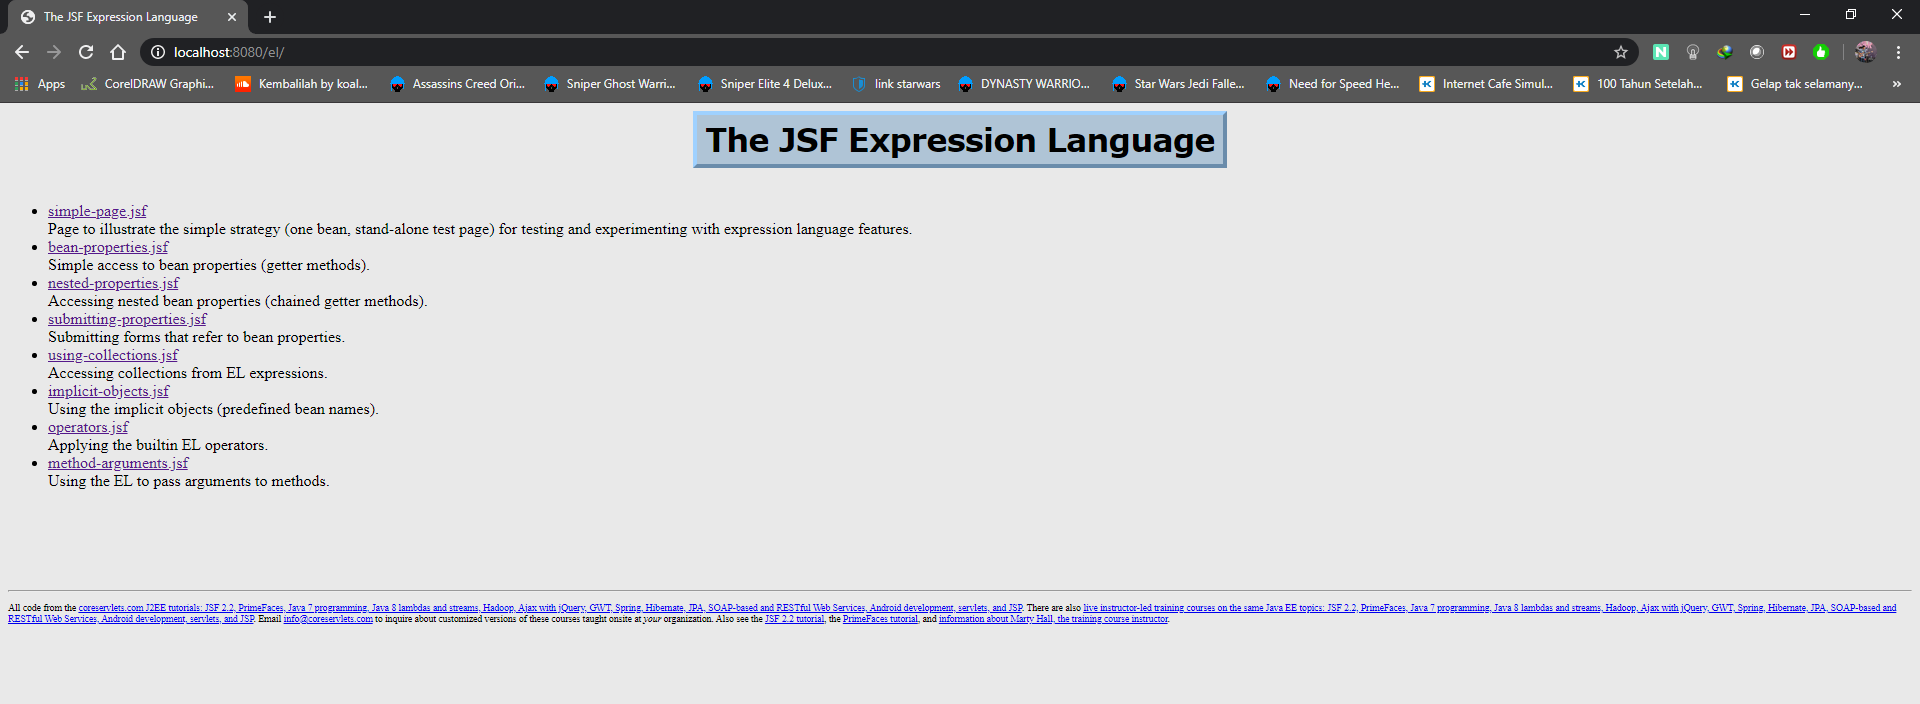 The JSF Expression Language
localhost:8080/el/
Apps CorelDRAW Graphi... Kembalilah by koal... Assassins Creed Ori... Sniper Ghost Warri... Sniper Elite 4 Delux... link starwars DYNASTY WARRIO... Star Wars Jedi Falle... Need for Speed He... Internet Cafe Simul... 100 Tahun Setelah... Gelap tak selamany... »
The JSF Expression Language
• simple-page.jsf
Page to illustrate the simple strategy (one bean, stand-alone test page) for testing and experimenting with expression language features.
• bean-properties.jsf
Simple access to bean properties (getter methods).
• nested-properties.jsf
Accessing nested bean properties (chained getter methods).
• submitting-properties.jsf
Submitting forms that refer to bean properties.
• using-collections.jsf
Accessing collections from EL expressions.
• implicit-objects.jsf
Using the implicit objects (predefined bean names).
• operators.jsf
Applying the builtin EL operators.
• method-arguments.jsf
Using the EL to pass arguments to methods.
All code from the coreservlets.com J2EE tutorials: JSF 2.2, PrimeFaces, Java 7 programming, Java 8 lambdas and streams, Hadoop, Ajax with jQuery, GWT, Spring, Hibernate, JPA, SOAP-based and RESTful Web Services, Android development, servlets, and JSP. There are also live instructor-led training courses on the same Java EE topics: JSF 2.2, PrimeFaces, Java 7 programming, Java 8 lambdas and streams, Hadoop, Ajax with jQuery, GWT, Spring, Hibernate, JPA, SOAP-based and
RESTful Web Services, Android development, servlets, and JSP. Email info@coreservlets.com to inquire about customized versions of these courses taught onsite at your organization. Also see the JSF 2.2 tutorial, the PrimeFaces tutorial, and information about Marty Hall, the training course instructor.